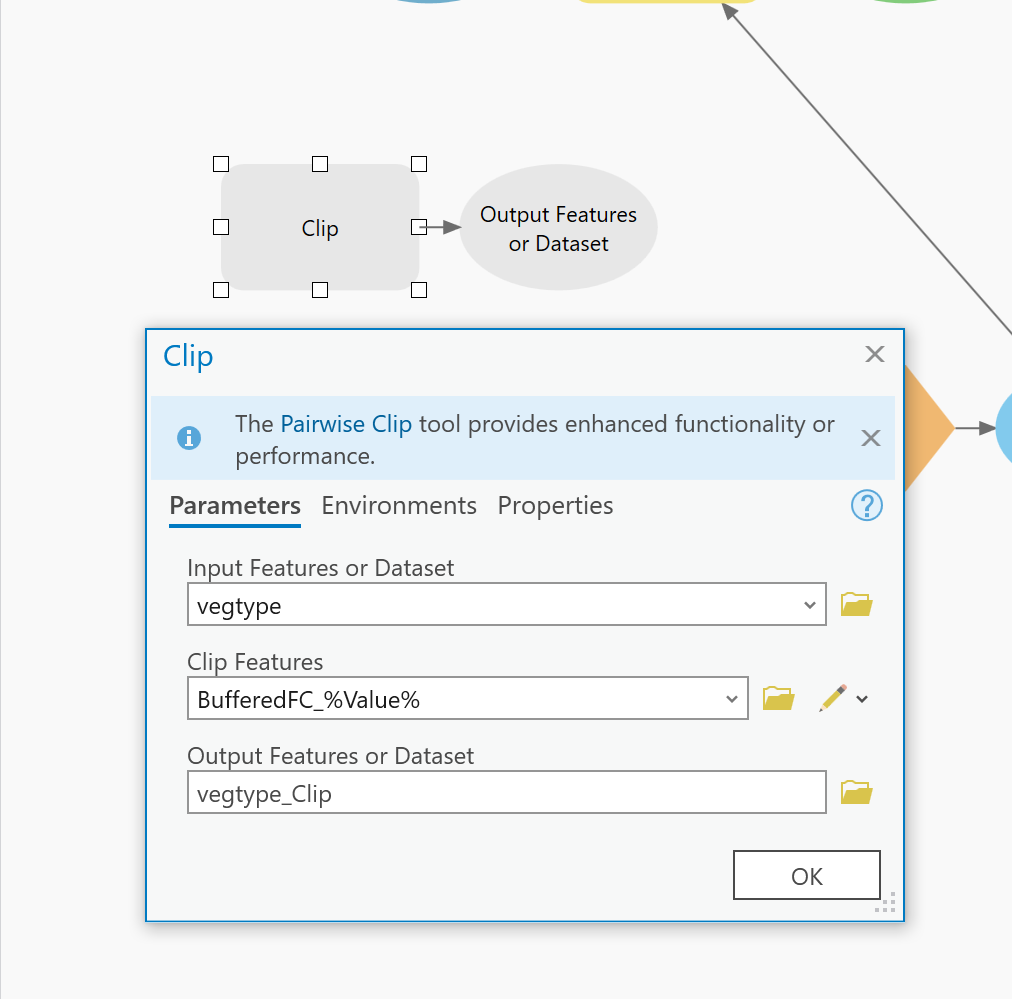 Clip
Output Features
or Dataset
Clip
The Pairwise Clip tool provides enhanced functionality or
performance.
Parameters Environments Properties
?
Input Features or Dataset
vegtype
Clip Features
BufferedFC_%Value%
Output Features or Dataset
vegtype_Clip
OK